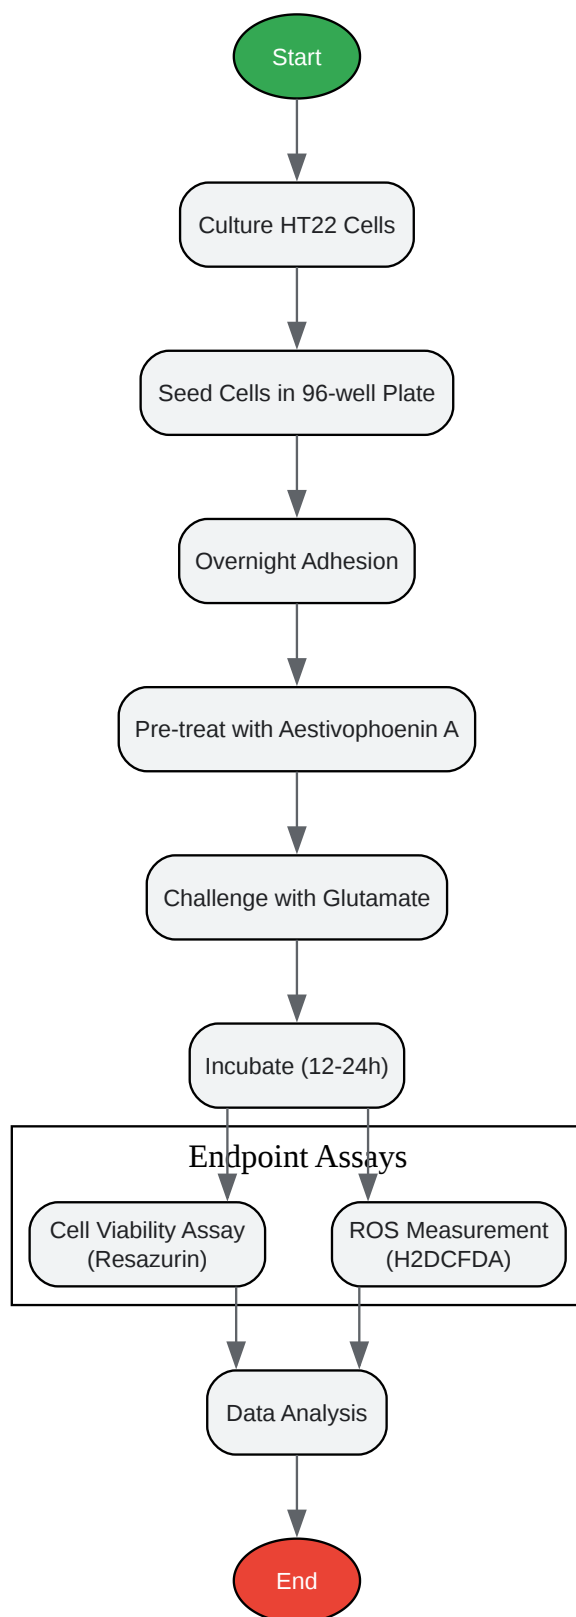 Start
Culture HT22 Cells
Seed Cells in 96-well Plate
Overnight Adhesion
Pre-treat with Aestivophoenin A
Challenge with Glutamate
Incubate (12-24h)
Endpoint Assays
Cell Viability Assay
(Resazurin)
ROS Measurement
(H2DCFDA)
Data Analysis
End